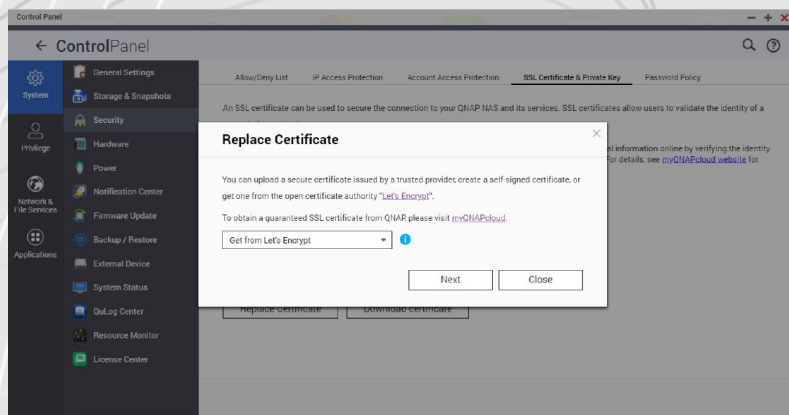 Control Panel
← ControlPanel
System
Privilege
Network &
File Services
Applications
General Settings
Storage & Snapshots
Security
Hardware
Power
Notification Center
Firmware Update
Backup / Restore
External Device
System Status
QuLog Center
Resource Monitor
License Center
Allow/Deny List IP Access Protection Account Access Protection SSL Certificate & Private Key Password Policy
An SSL certificate can be used to secure the connection to your QNAP NAS and its services. SSL certificates allow users to validate the identity of a
al information online by verifying the identity
For details, see myQNAPcloud website for
Replace Certificate
You can upload a secure certificate issued by a trusted provider, create a self-signed certificate, or
get one from the open certificate authority "Let's Encrypt".
To obtain a guaranteed SSL certificate from QNAP, please visit myQNAPcloud.
Get from Let's Encrypt
Next Close
Replace Certificate Download certificate